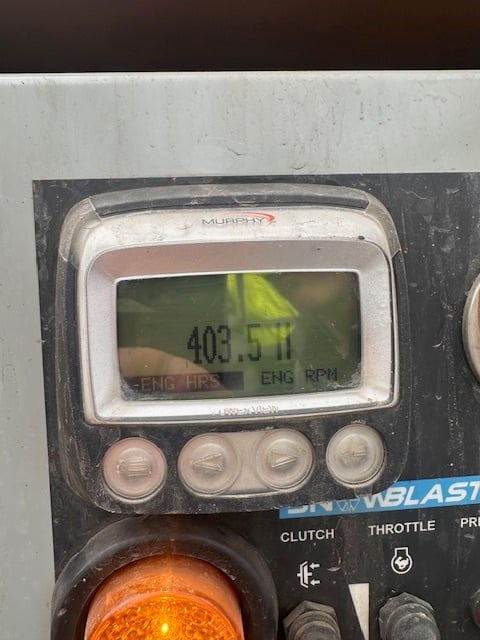 MURPHY
403.5 H
ENG HRS ENG RPM
SNOWBLAST
CLUTCH THROTTLE